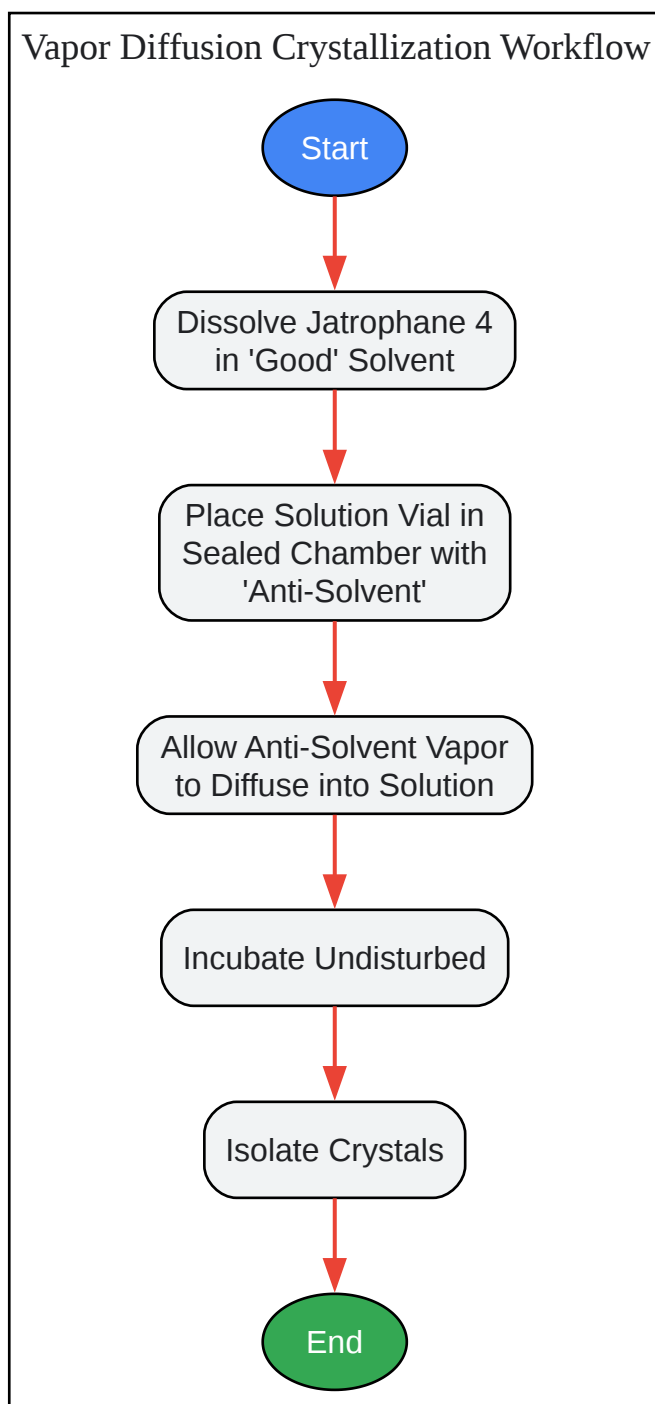 Vapor Diffusion Crystallization Workflow
Start
Dissolve Jatrophane 4
in 'Good' Solvent
Place Solution Vial in
Sealed Chamber with
'Anti-Solvent'
Allow Anti-Solvent Vapor
to Diffuse into Solution
Incubate Undisturbed
Isolate Crystals
End